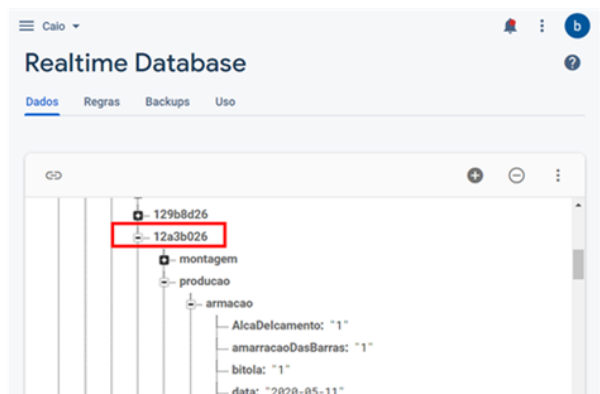 Caio
b
Realtime Database
Dados Regras Backups Uso
129b8d26
12a3b026
montagem
producao
armacao
AlcaDeIcamento: "1"
amarracaoDasBarras: "1"
bitola: "1"
data: "2020-05-11"